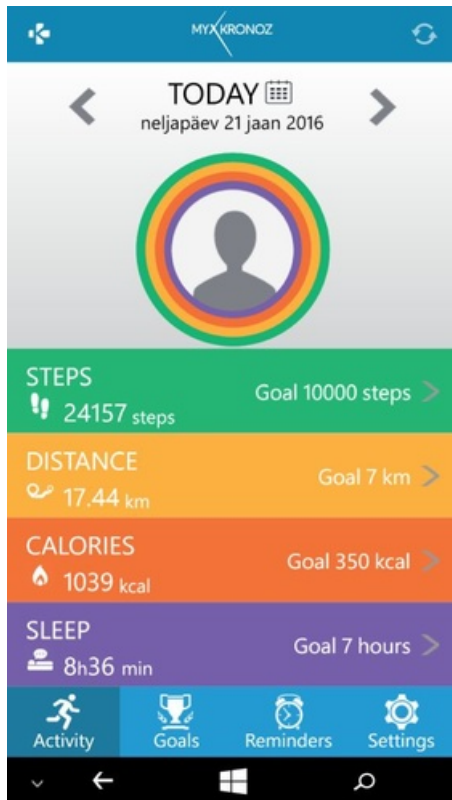 MYKRONOZ
TODAY
neljapäev 21 jaan 2016
STEPS
24157 steps
Goal 10000 steps
DISTANCE
17.44 km
Goal 7 km
CALORIES
1039 kcal
Goal 350 kcal
SLEEP
8h36 min
Goal 7 hours
Activity
Goals
Reminders
Settings